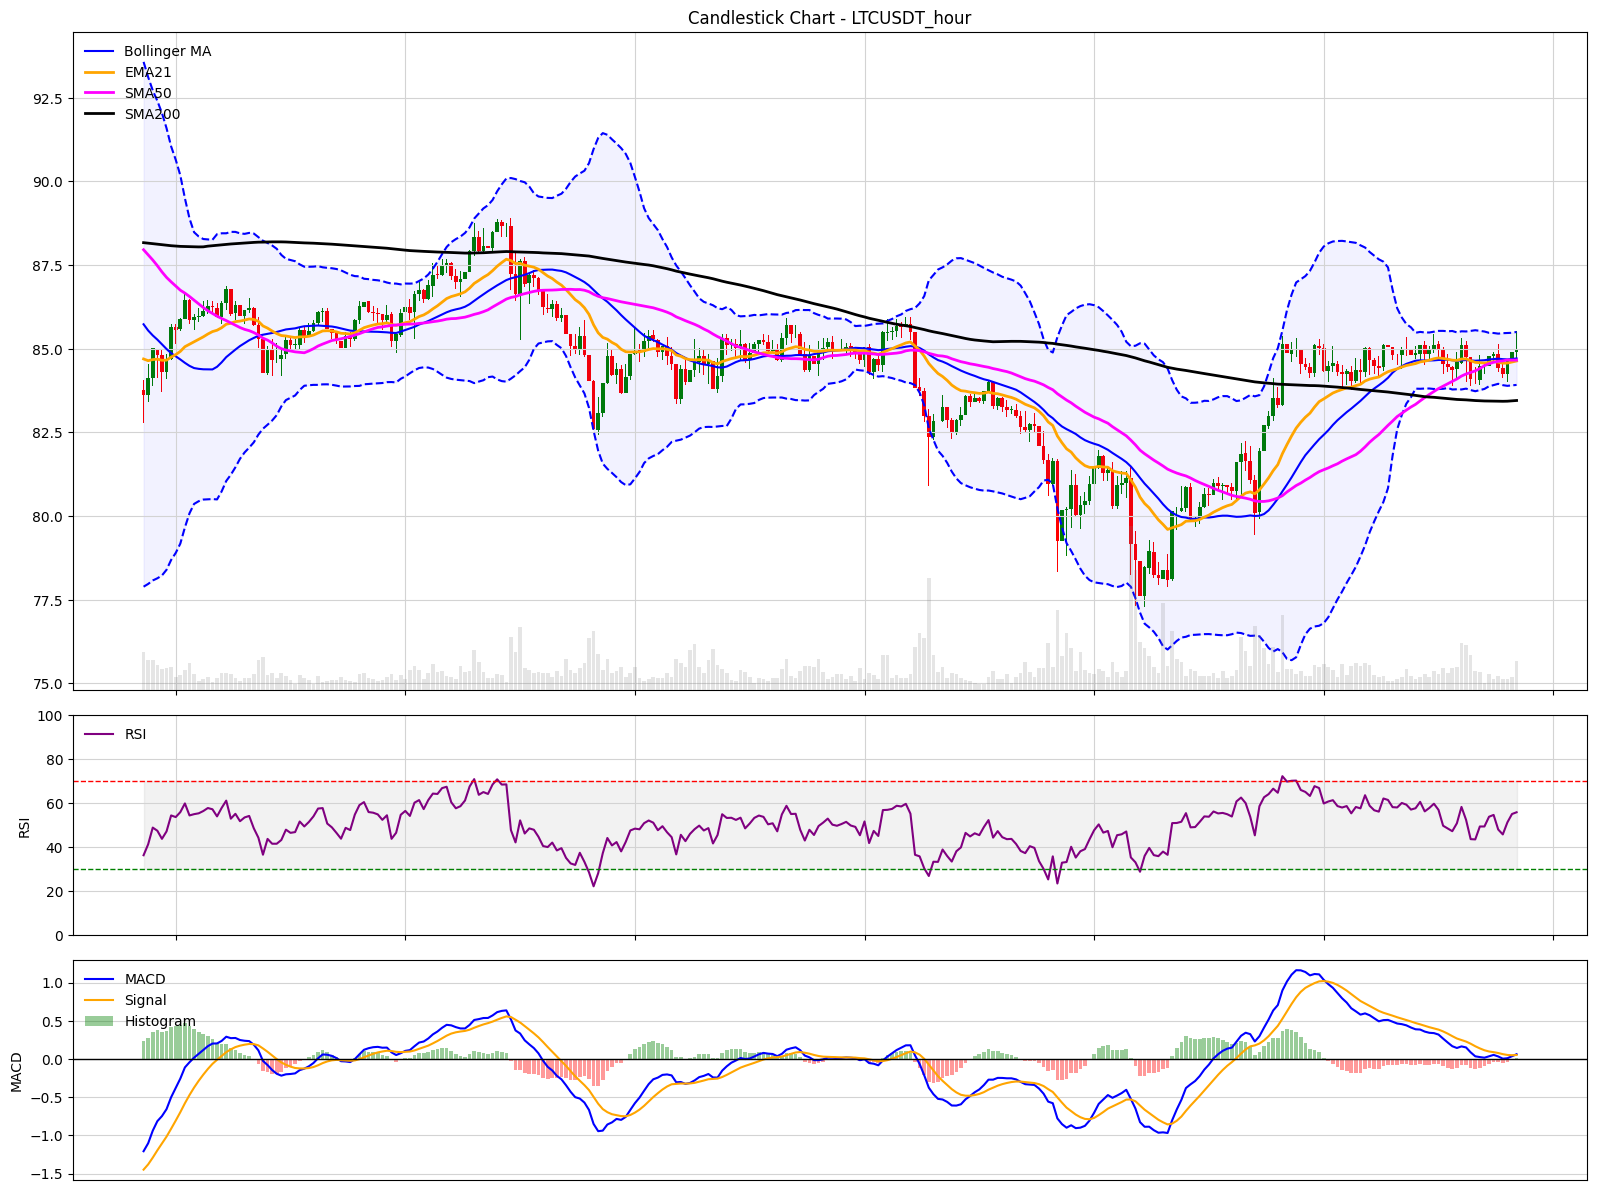 Candlestick Chart - LTCUSDT_hour
Bollinger MA
EMA21
SMA50
SMA200
92.5
90.0
87.5
85.0
82.5
80.0
77.5
75.0
RSI
100
80
60
40
20
0
RSI
MACD
Signal
Histogram
1.0
0.5
0.0
−0.5
−1.0
−1.5
MACD